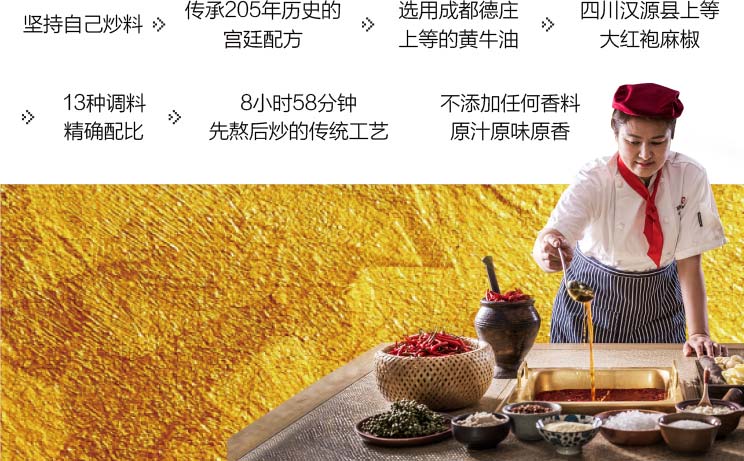 坚持自己炒料
传承205年历史的
宫廷配方
选用成都德庄
上等的黄牛油
四川汉源县上等
大红袍麻椒
13种调料
精确配比
8小时58分钟
先熬后炒的传统工艺
不添加任何香料
原汁原味原香